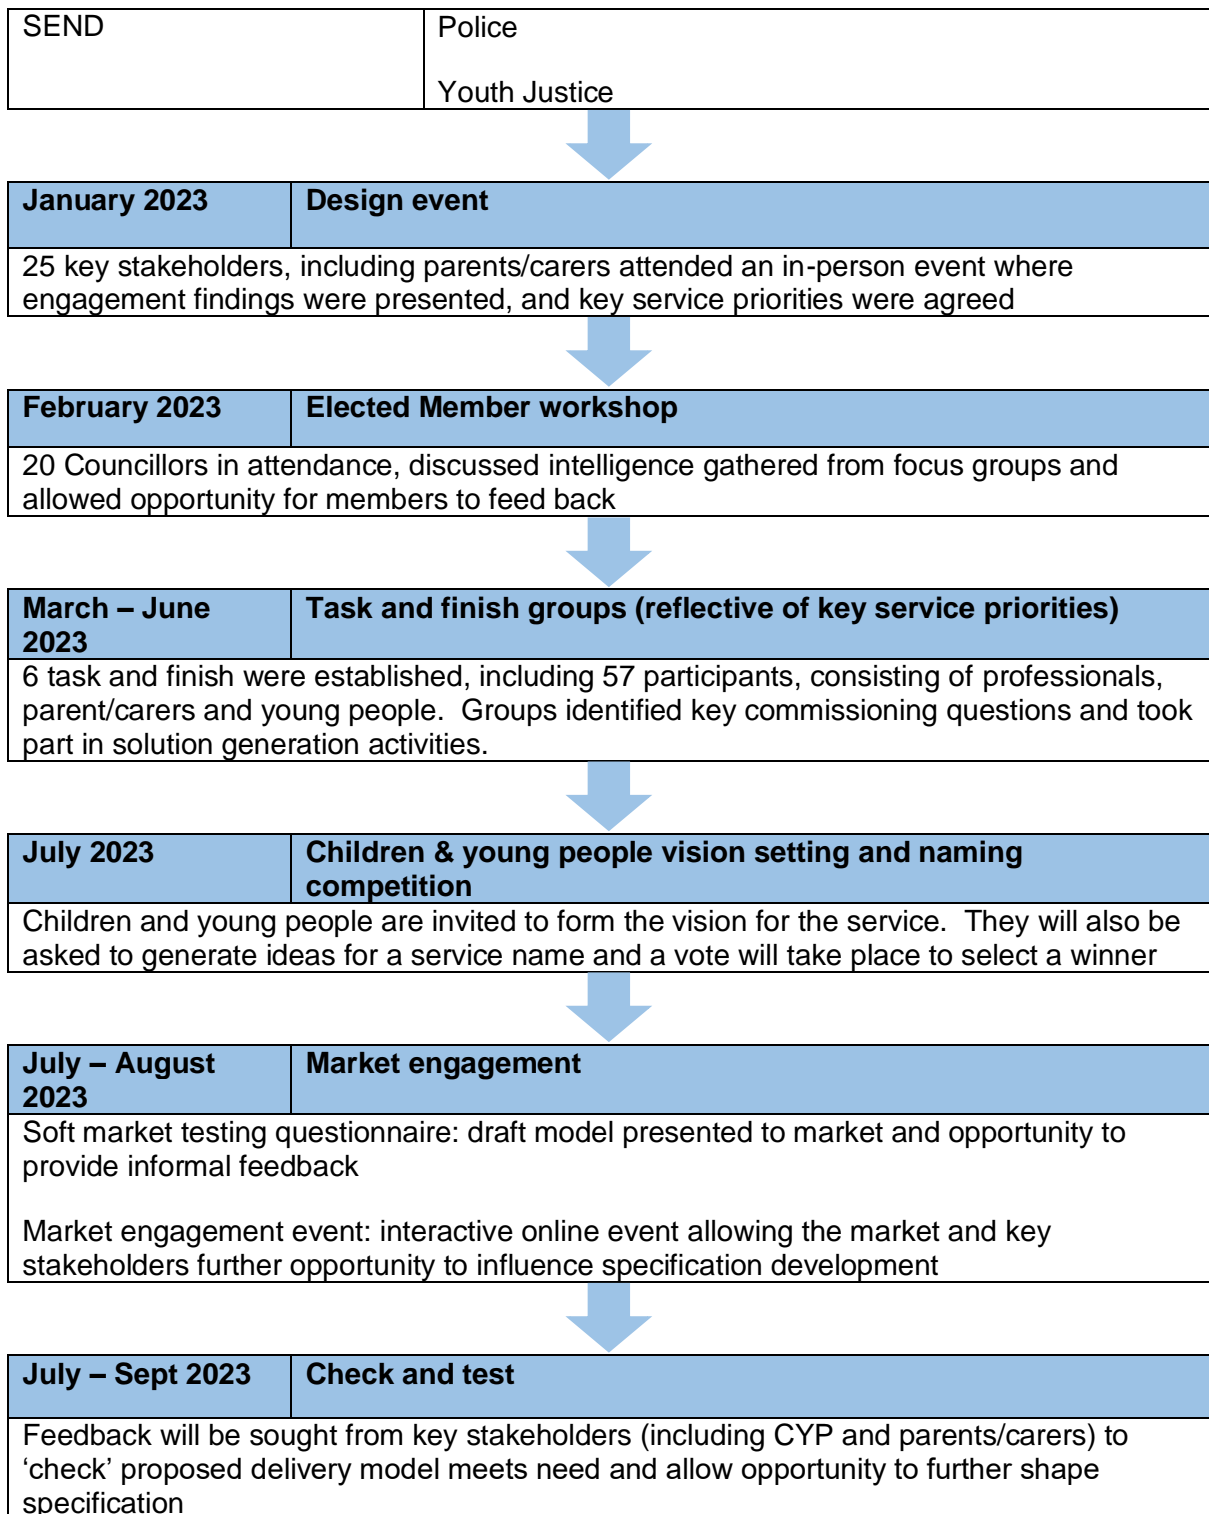 SEND
Police
Youth Justice
January 2023
Design event
25 key stakeholders, including parents/carers attended an in-person event where
engagement findings were presented, and key service priorities were agreed
February 2023
Elected Member workshop
20 Councillors in attendance, discussed intelligence gathered from focus groups and
allowed opportunity for members to feed back
March – June
2023
Task and finish groups (reflective of key service priorities)
6 task and finish were established, including 57 participants, consisting of professionals,
parent/carers and young people.  Groups identified key commissioning questions and took
part in solution generation activities.
July 2023
Children & young people vision setting and naming
competition
Children and young people are invited to form the vision for the service.  They will also be
asked to generate ideas for a service name and a vote will take place to select a winner
July – August
2023
Market engagement
Soft market testing questionnaire: draft model presented to market and opportunity to
provide informal feedback
Market engagement event: interactive online event allowing the market and key
stakeholders further opportunity to influence specification development
July – Sept 2023
Check and test
Feedback will be sought from key stakeholders (including CYP and parents/carers) to
‘check’ proposed delivery model meets need and allow opportunity to further shape
specification